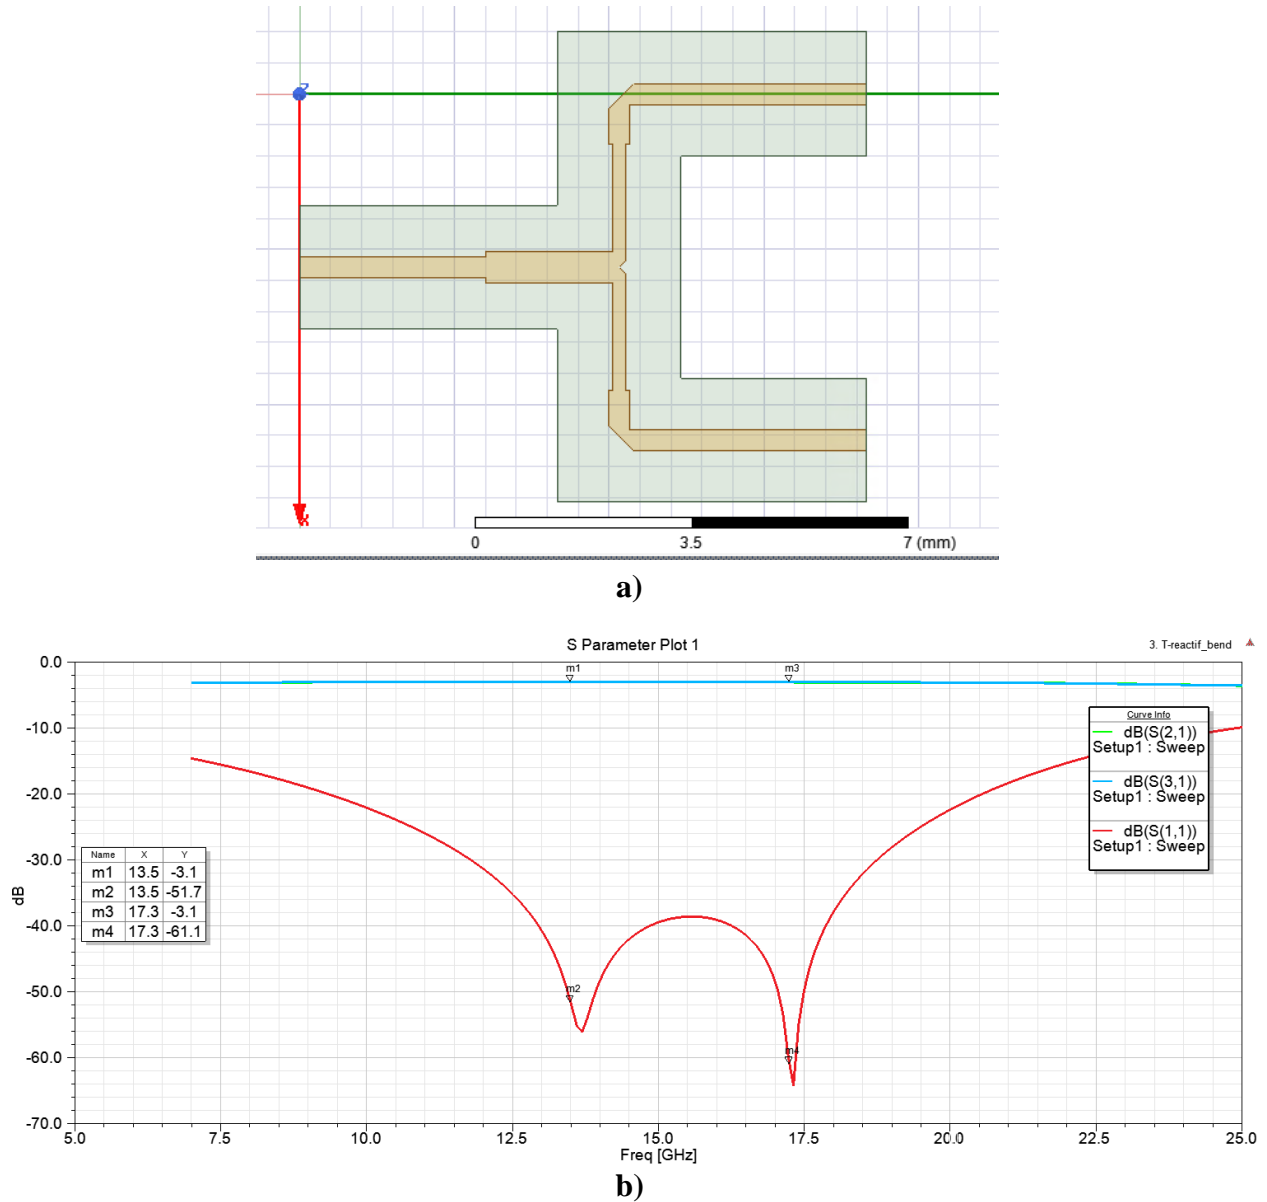 Z
X
0 3.5 7 (mm)
a)
S Parameter Plot 1
3. T-reactif_bend
0.0
-10.0
-20.0
-30.0
-40.0
-50.0
-60.0
-70.0
dB
m1
m3
m2
m4
Curve Info
dB(S(2,1))
Setup1 : Sweep
dB(S(3,1))
Setup1 : Sweep
dB(S(1,1))
Setup1 : Sweep
Name X Y
m1 13.5 -3.1
m2 13.5 -51.7
m3 17.3 -3.1
m4 17.3 -61.1
5.0 7.5 10.0 12.5 15.0 17.5 20.0 22.5 25.0
Freq [GHz]
b)